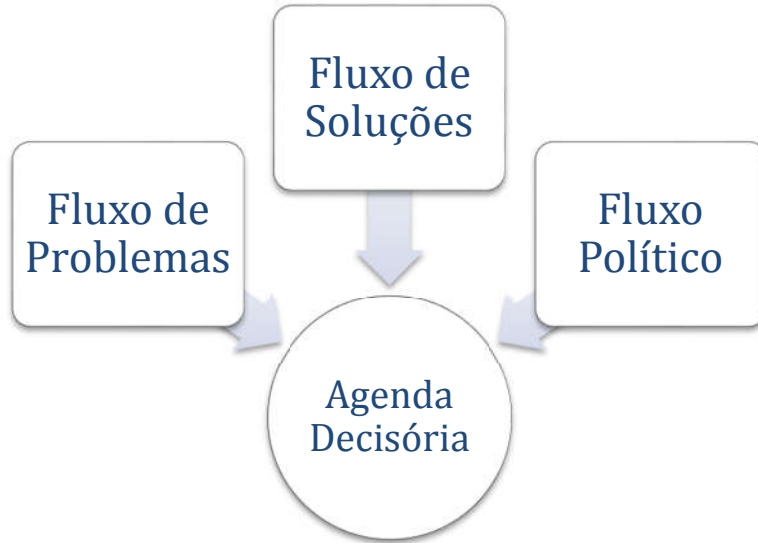 Fluxo de
Soluções
Fluxo de
Problemas
Fluxo
Político
Agenda
Decisória